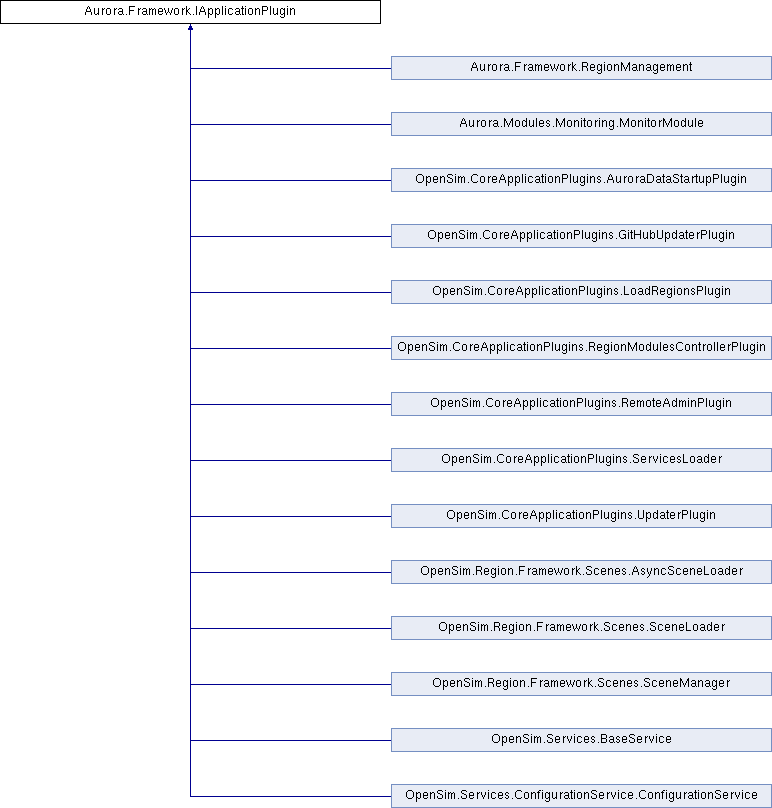 Aurora.Framework.IApplicationPlugin
Aurora.Framework.RegionManagement
Aurora.Modules.Monitoring.MonitorModule
OpenSim.CoreApplicationPlugins.AuroraDataStartupPlugin
OpenSim.CoreApplicationPlugins.GitHubUpdaterPlugin
OpenSim.CoreApplicationPlugins.LoadRegionsPlugin
OpenSim.CoreApplicationPlugins.RegionModulesControllerPlugin
OpenSim.CoreApplicationPlugins.RemoteAdminPlugin
OpenSim.CoreApplicationPlugins.ServicesLoader
OpenSim.CoreApplicationPlugins.UpdaterPlugin
OpenSim.Region.Framework.Scenes.AsyncSceneLoader
OpenSim.Region.Framework.Scenes.SceneLoader
OpenSim.Region.Framework.Scenes.SceneManager
OpenSim.Services.BaseService
OpenSim.Services.ConfigurationService.ConfigurationService